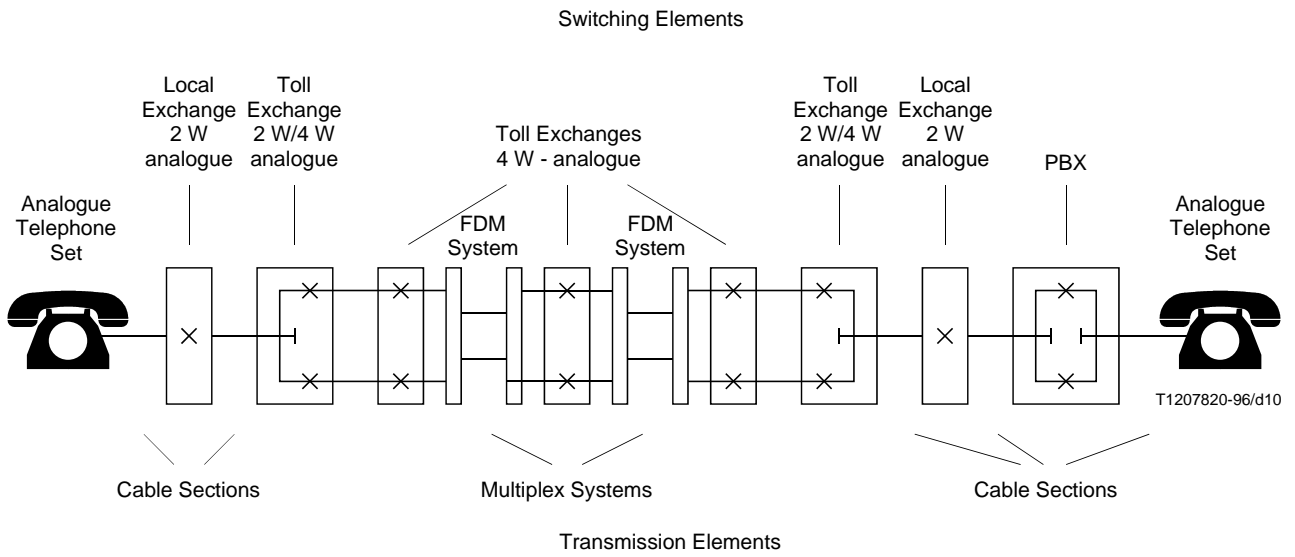 Switching Elements
Local
Exchange
2 W
analogue
Toll
Exchange
2 W/4 W
analogue
Toll Exchanges
4 W - analogue
Toll
Exchange
2 W/4 W
analogue
Local
Exchange
2 W
analogue
PBX
Analogue
Telephone
Set
FDM
System
FDM
System
Analogue
Telephone
Set
T1207820-96/d10
Cable Sections
Multiplex Systems
Cable Sections
Transmission Elements